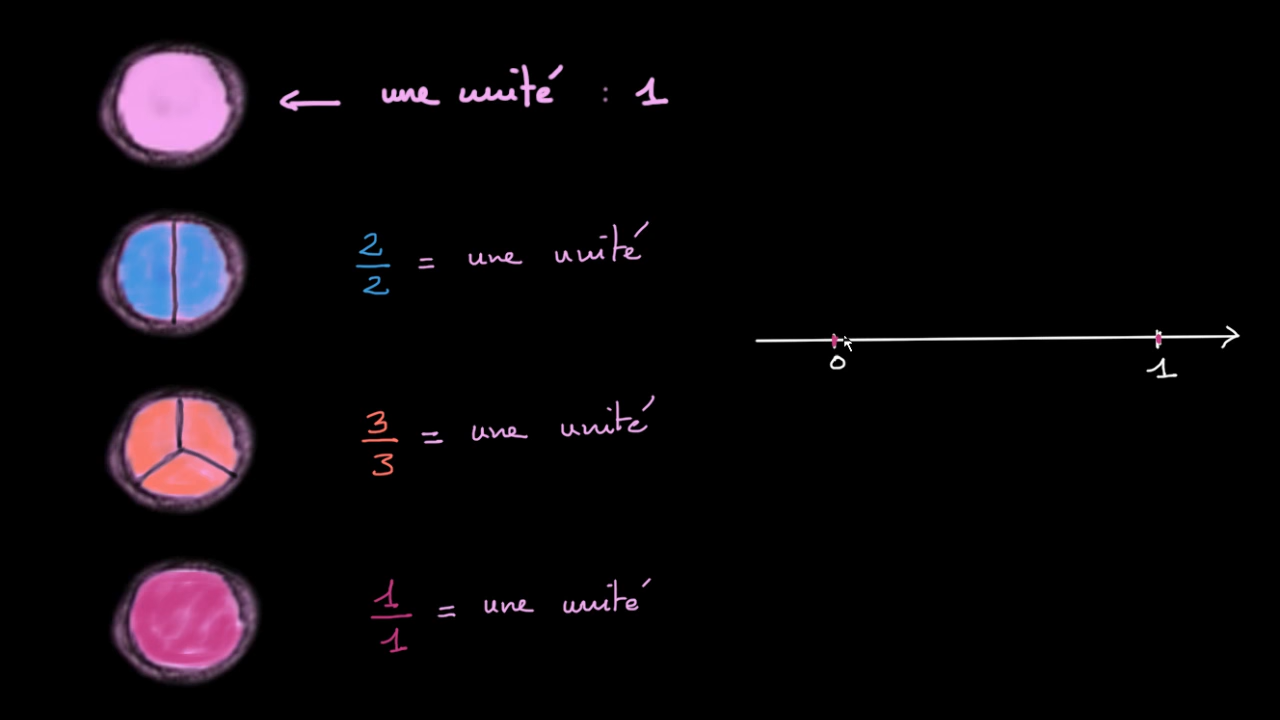 une unité : 1
2/2 = une unité
0 1
3/3 = une unité
1/1 = une unité